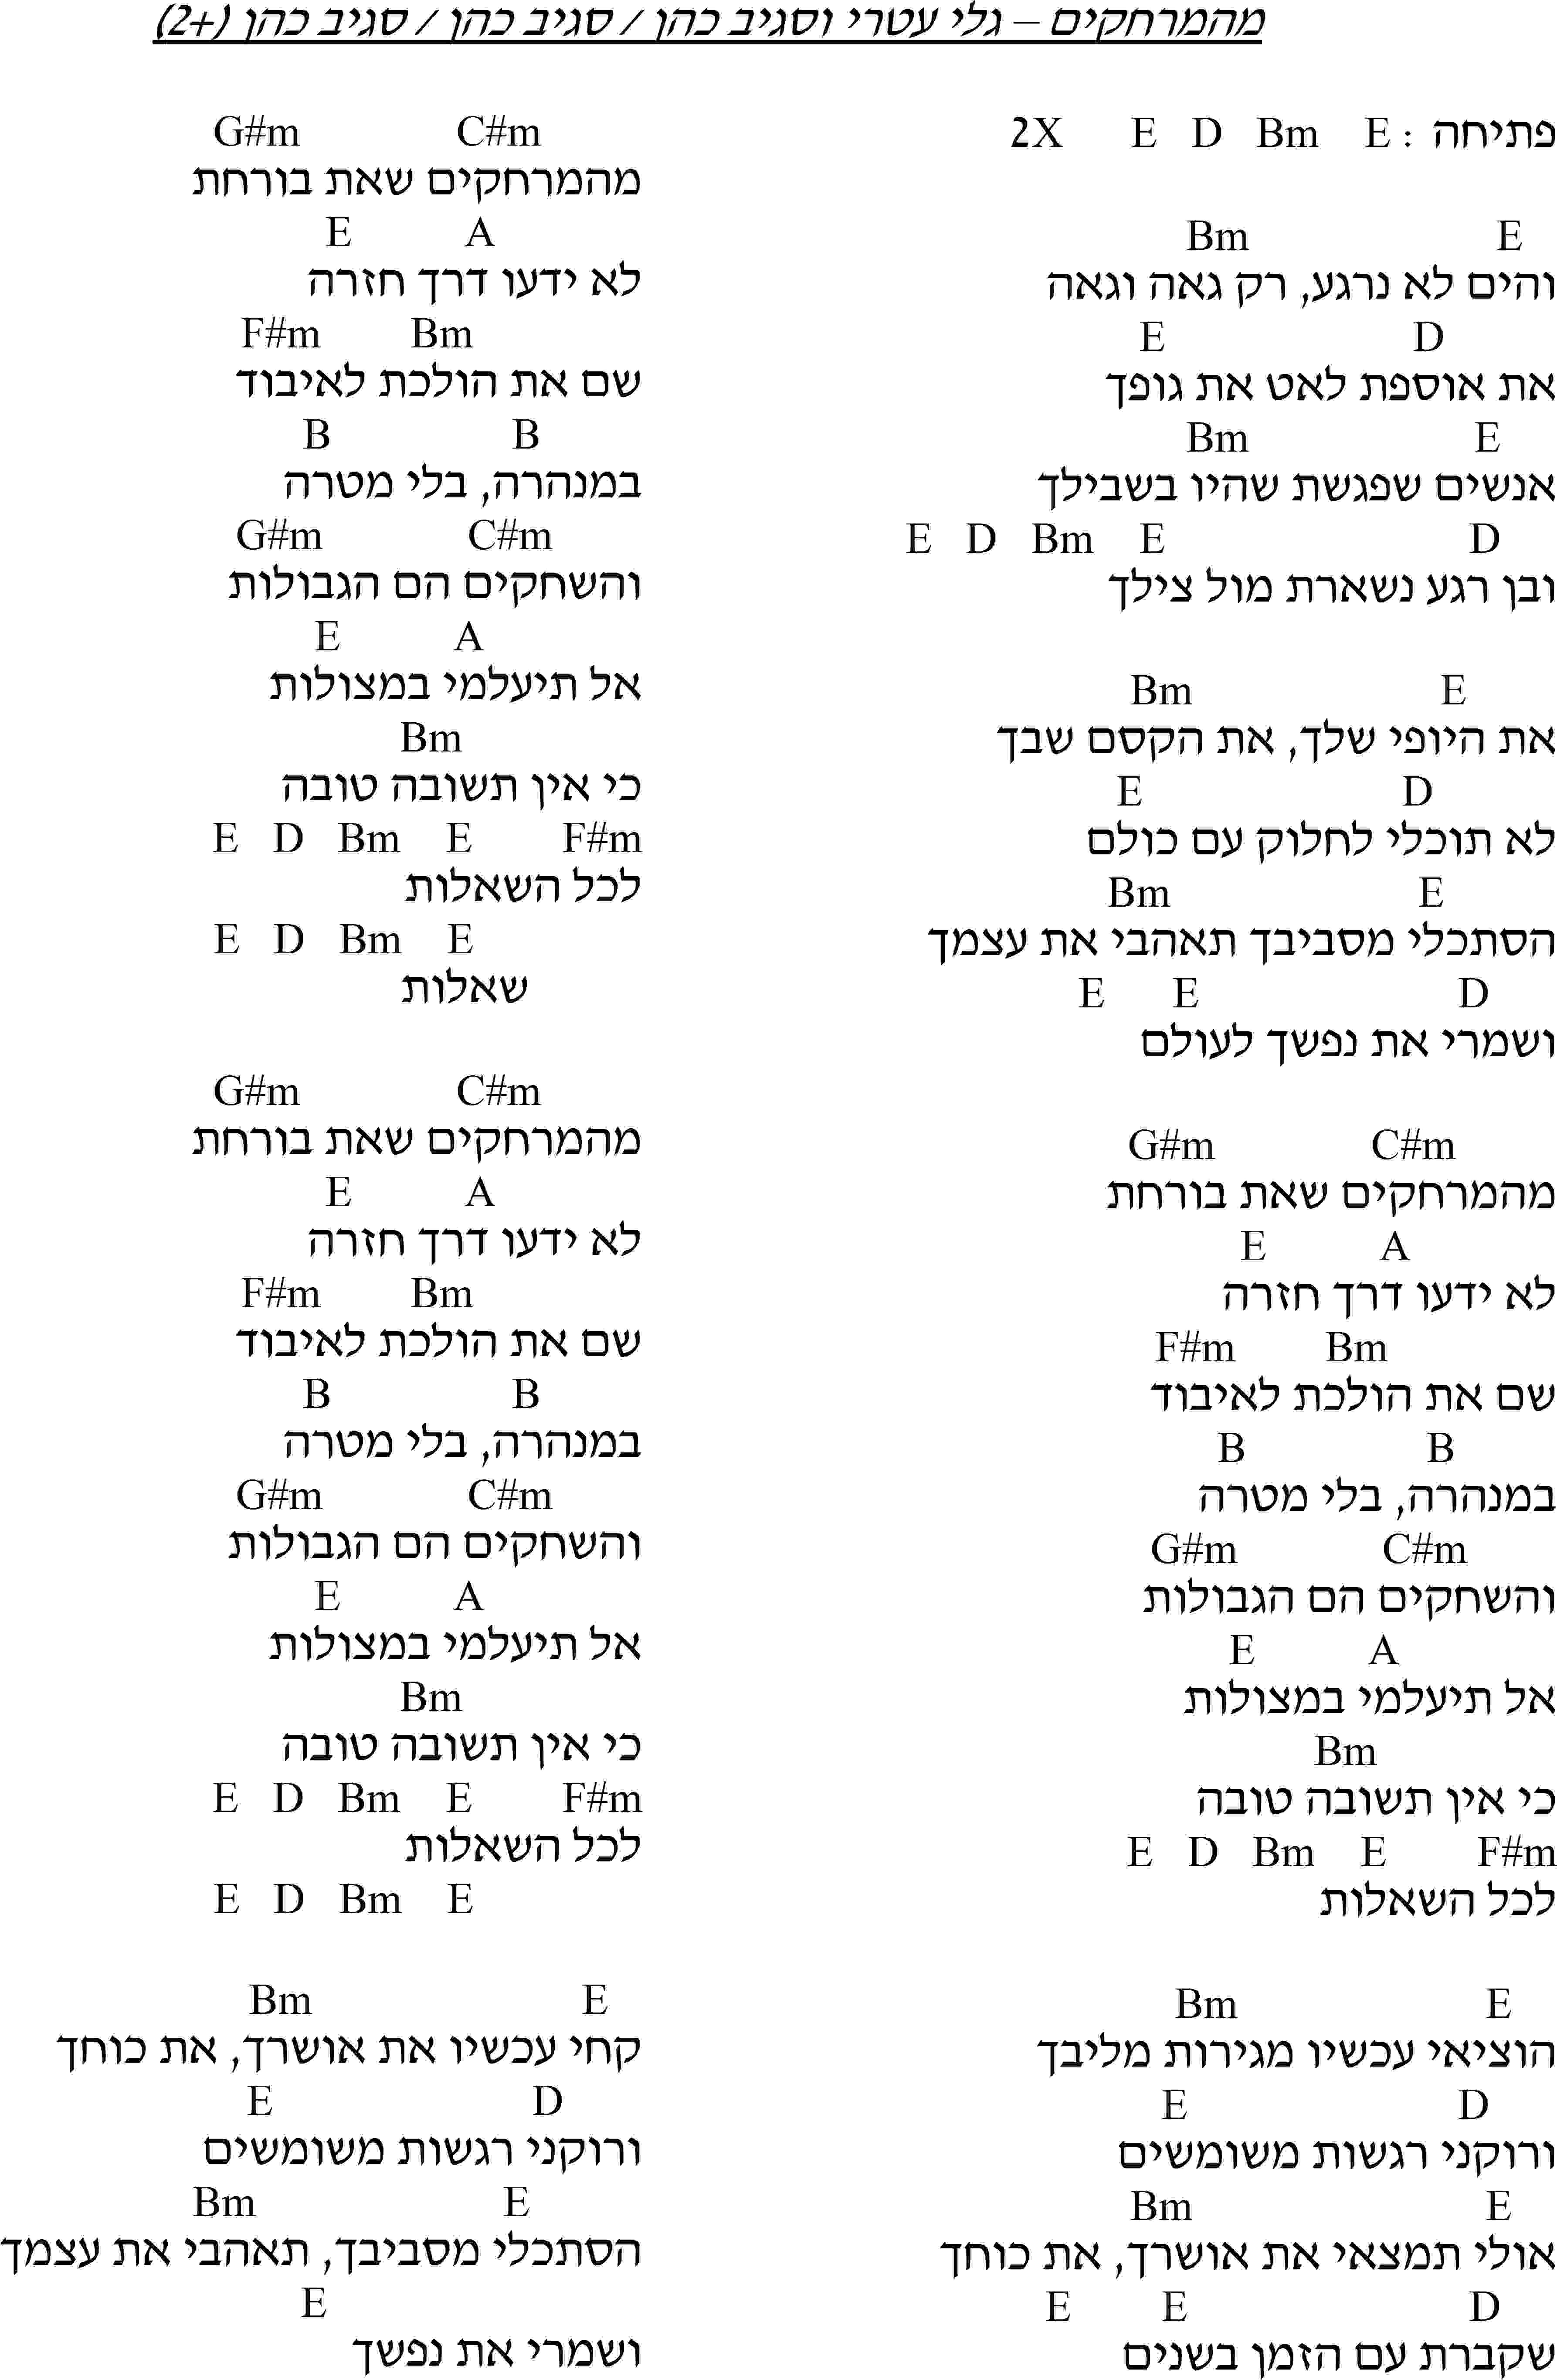 מהמרחקים – גלי עטרי וסגיב כהן / סגיב כהן / סגיב כהן (+2)
פתיחה : E Bm D E 2X
E Bm
והים לא נרגע, רק גאה וגאה
D E
את אוספת לאט את גופך
E Bm
אנשים שפגשת שהיו בשבילך
D E Bm D E
ובן רגע נשארת מול צילך
E Bm
את היופי שלך, את הקסם שבך
D E
לא תוכלי לחלוק עם כולם
E Bm
הסתכלי מסביבך תאהבי את עצמך
D E E
ושמרי את נפשך לעולם
C#m G#m
מהמרחקים שאת בורחת
A E
לא ידעו דרך חזרה
Bm F#m
שם את הולכת לאיבוד
B B
במנהרה, בלי מטרה
C#m G#m
והשחקים הם הגבולות
A E
אל תיעלמי במצולות
Bm
כי אין תשובה טובה
F#m E Bm D E
לכל השאלות
E Bm
הוציאי עכשיו מגירות מליבך
D E
ורוקני רגשות משומשים
E Bm
אולי תמצאי את אושרך, את כוחך
D E E
שקברת עם הזמן בשנים
C#m G#m
מהמרחקים שאת בורחת
A E
לא ידעו דרך חזרה
Bm F#m
שם את הולכת לאיבוד
B B
במנהרה, בלי מטרה
C#m G#m
והשחקים הם הגבולות
A E
אל תיעלמי במצולות
Bm
כי אין תשובה טובה
F#m E Bm D E
לכל השאלות
E Bm D E
שאלות
C#m G#m
מהמרחקים שאת בורחת
A E
לא ידעו דרך חזרה
Bm F#m
שם את הולכת לאיבוד
B B
במנהרה, בלי מטרה
C#m G#m
והשחקים הם הגבולות
A E
אל תיעלמי במצולות
Bm
כי אין תשובה טובה
F#m E Bm D E
לכל השאלות
E Bm D E
E Bm
קחי עכשיו את אושרך, את כוחך
D E
ורוקני רגשות משומשים
E Bm
הסתכלי מסביבך, תאהבי את עצמך
E
ושמרי את נפשך